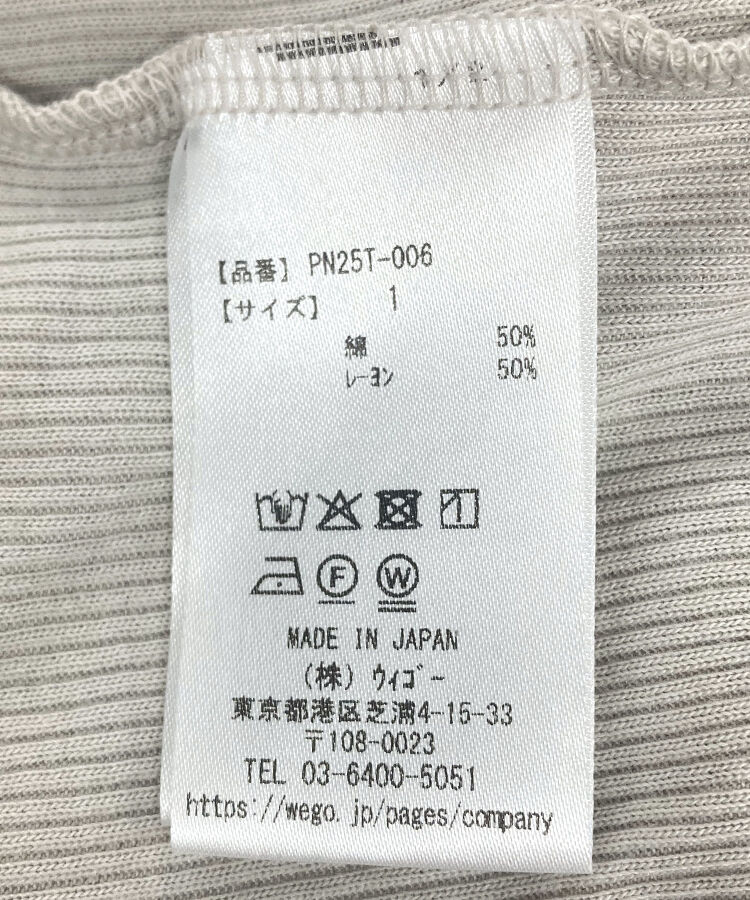 【品番】 PN25T-006
【サイズ】 1
綿 50%
レーヨン 50%
F W
MADE IN JAPAN
(株) ウィゴー
東京都港区芝浦4-15-33
〒108-0023
TEL 03-6400-5051
https://wego.jp/pages/company